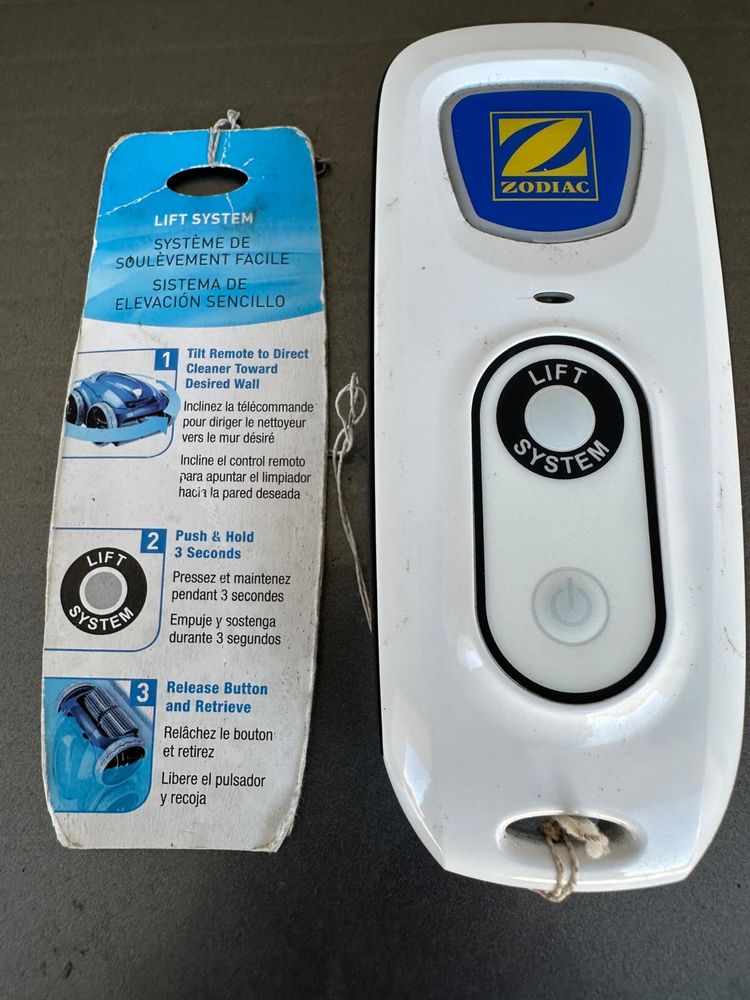 LIFT SYSTEM
SYSTÈME DE
SOULÈVEMENT FACILE
SISTEMA DE
ELEVACIÓN SENCILLO
1
Tilt Remote to Direct
Cleaner Toward
Desired Wall
Inclinez la télécommande
pour diriger le nettoyeur
vers le mur désiré
Incline el control remoto
para apuntar el limpiador
hacia la pared deseada
LIFT
SYSTEM
2
Push & Hold
3 Seconds
Pressez et maintenez
pendant 3 secondes
Empuje y sostenga
durante 3 segundos
3
Release Button
and Retrieve
Relâchez le bouton
et retirez
Libere el pulsador
y recoja
Z
ZODIAC
LIFT
SYSTEM